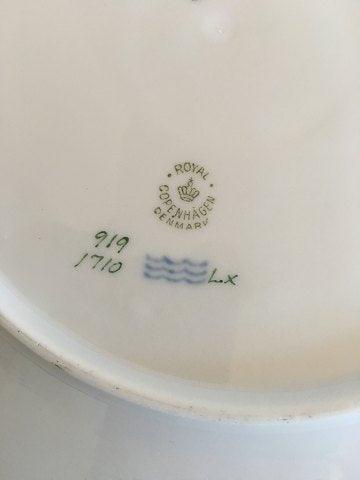 ROYAL
COPENHAGEN
DENMARK
919
1710
L.x